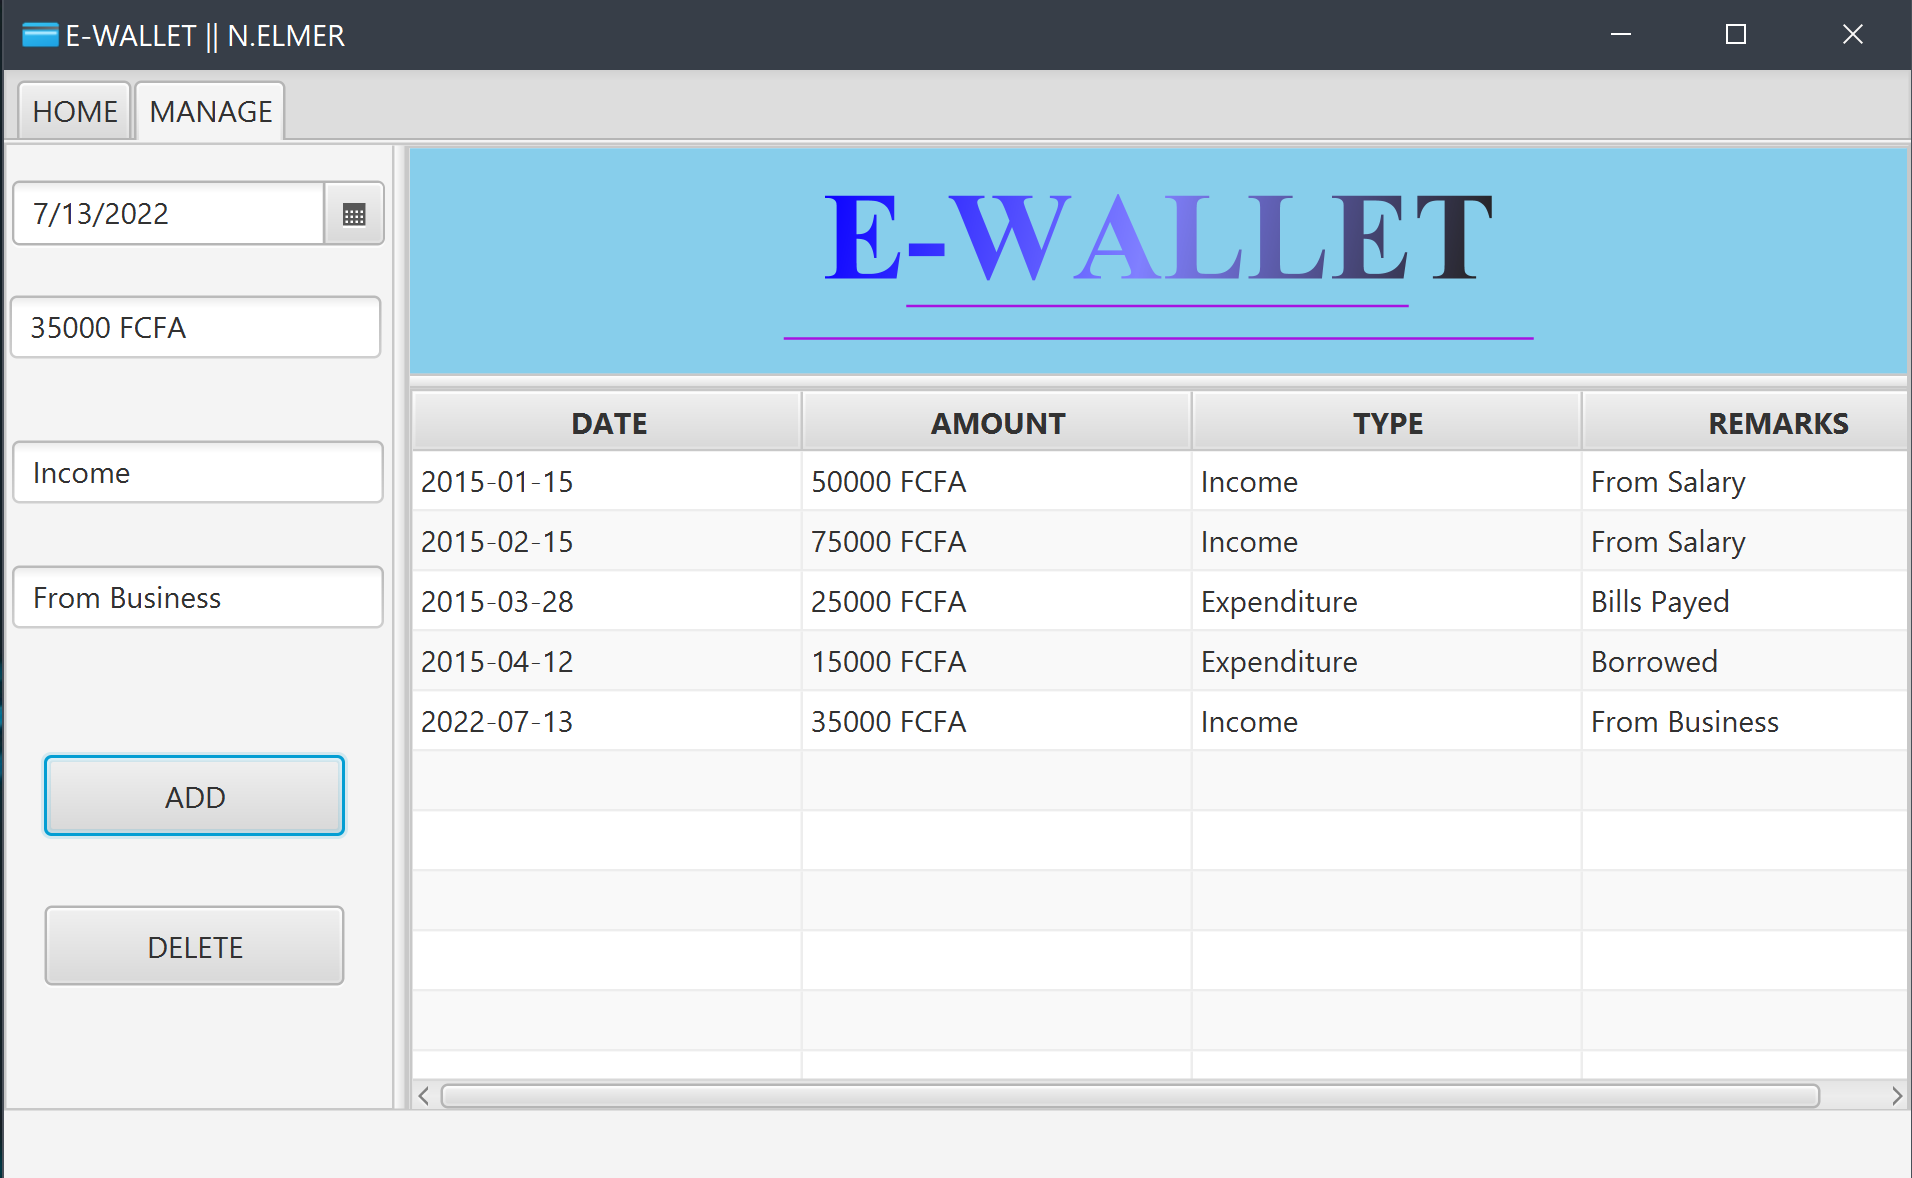 E-WALLET || N.ELMER
HOME MANAGE
7/13/2022
35000 FCFA
Income
From Business
ADD
DELETE
E-WALLET
DATE AMOUNT TYPE REMARKS
2015-01-15 50000 FCFA Income From Salary
2015-02-15 75000 FCFA Income From Salary
2015-03-28 25000 FCFA Expenditure Bills Payed
2015-04-12 15000 FCFA Expenditure Borrowed
2022-07-13 35000 FCFA Income From Business